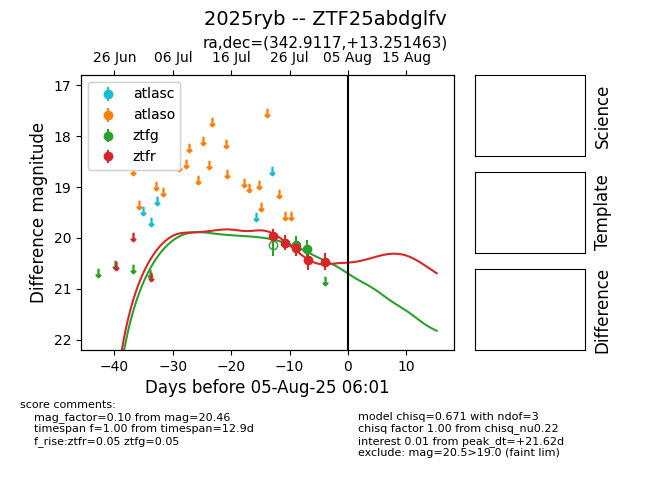 2025ryb -- ZTF25abdglfv
ra,dec=(342.9117,+13.251463)
26 Jun 06 Jul 16 Jul 26 Jul 05 Aug 15 Aug
atlasc
atlaso
ztfg
ztfr
17
18
19
20
21
22
Difference magnitude
−40 −30 −20 −10 0 10
Days before 05-Aug-25 06:01
Science
Template
Difference
score comments:
mag_factor=0.10 from mag=20.46
timespan f=1.00 from timespan=12.9d
f_rise:ztfr=0.05 ztfg=0.05
model chisq=0.671 with ndof=3
chisq factor 1.00 from chisq_nu0.22
interest 0.01 from peak_dt=+21.62d
exclude: mag=20.5>19.0 (faint lim)